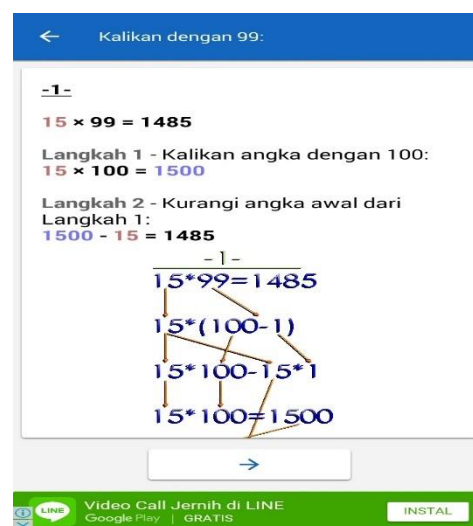 Kalikan dengan 99:
-1-
15 × 99 = 1485
Langkah 1 - Kalikan angka dengan 100:
15 × 100 = 1500
Langkah 2 - Kurangi angka awal dari
Langkah 1:
1500 - 15 = 1485
-1-
15*99=1485
15*(100-1)
15*100-15*1
15*100=1500
LINE
Video Call Jernih di LINE
Google Play | GRATIS
INSTAL